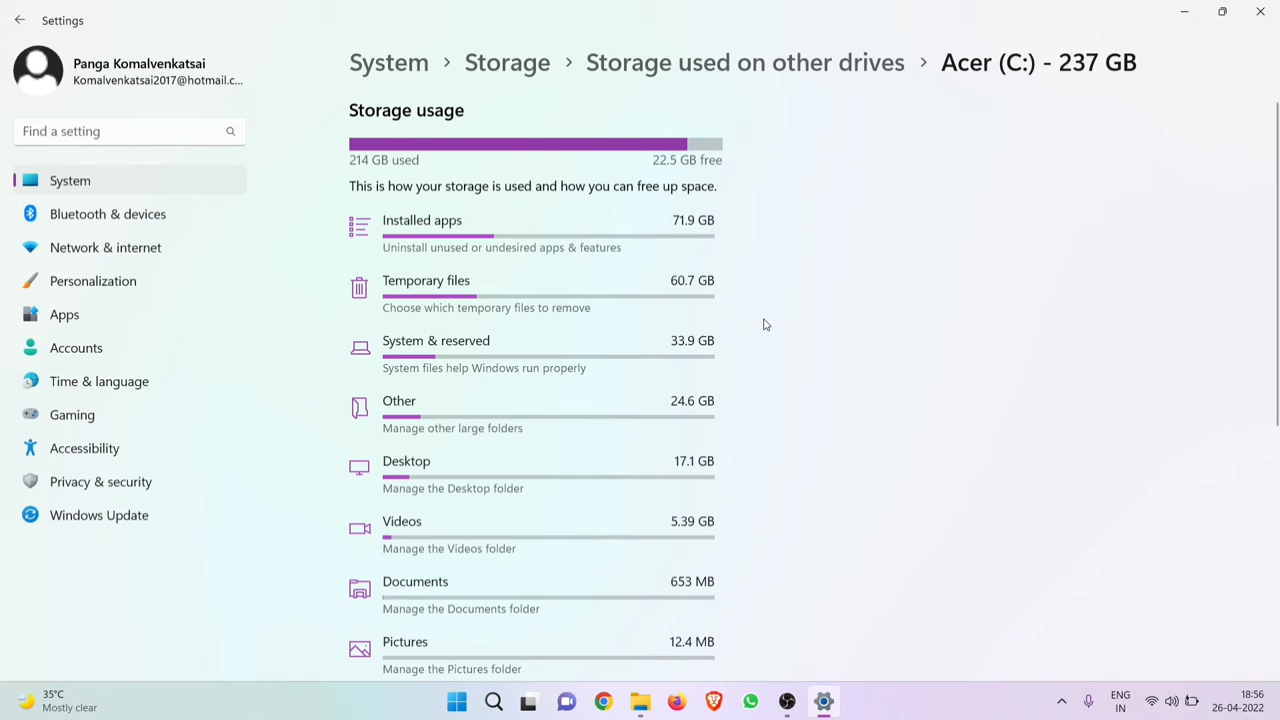 Settings
Panga Komalvenkatsai
Komalvenkatsai2017@hotmail.c...
Find a setting
System
Bluetooth & devices
Network & internet
Personalization
Apps
Accounts
Time & language
Gaming
Accessibility
Privacy & security
Windows Update
System › Storage › Storage used on other drives › Acer (C:) - 237 GB
Storage usage
214 GB used 22.5 GB free
This is how your storage is used and how you can free up space.
Installed apps 71.9 GB
Uninstall unused or undesired apps & features
Temporary files 60.7 GB
Choose which temporary files to remove
System & reserved 33.9 GB
System files help Windows run properly
Other 24.6 GB
Manage other large folders
Desktop 17.1 GB
Manage the Desktop folder
Videos 5.39 GB
Manage the Videos folder
Documents 653 MB
Manage the Documents folder
Pictures 12.4 MB
Manage the Pictures folder
35°C
Mostly clear
ENG
IN
18:56
26-04-2022